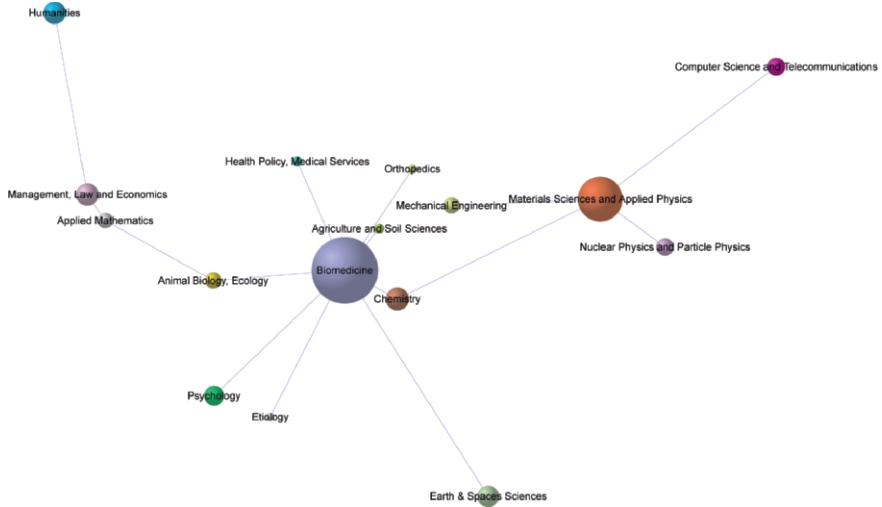 Humanities
Computer Science and Telecommunications
Health Policy, Medical Services
Orthopedics
Management, Law and Economics
Materials Sciences and Applied Physics
Mechanical Engineering
Applied Mathematics
Agriculture and Soil Sciences
Nuclear Physics and Particle Physics
Biomedicine
Animal Biology, Ecology
Chemistry
Psychology
Etiology
Earth & Spaces Sciences